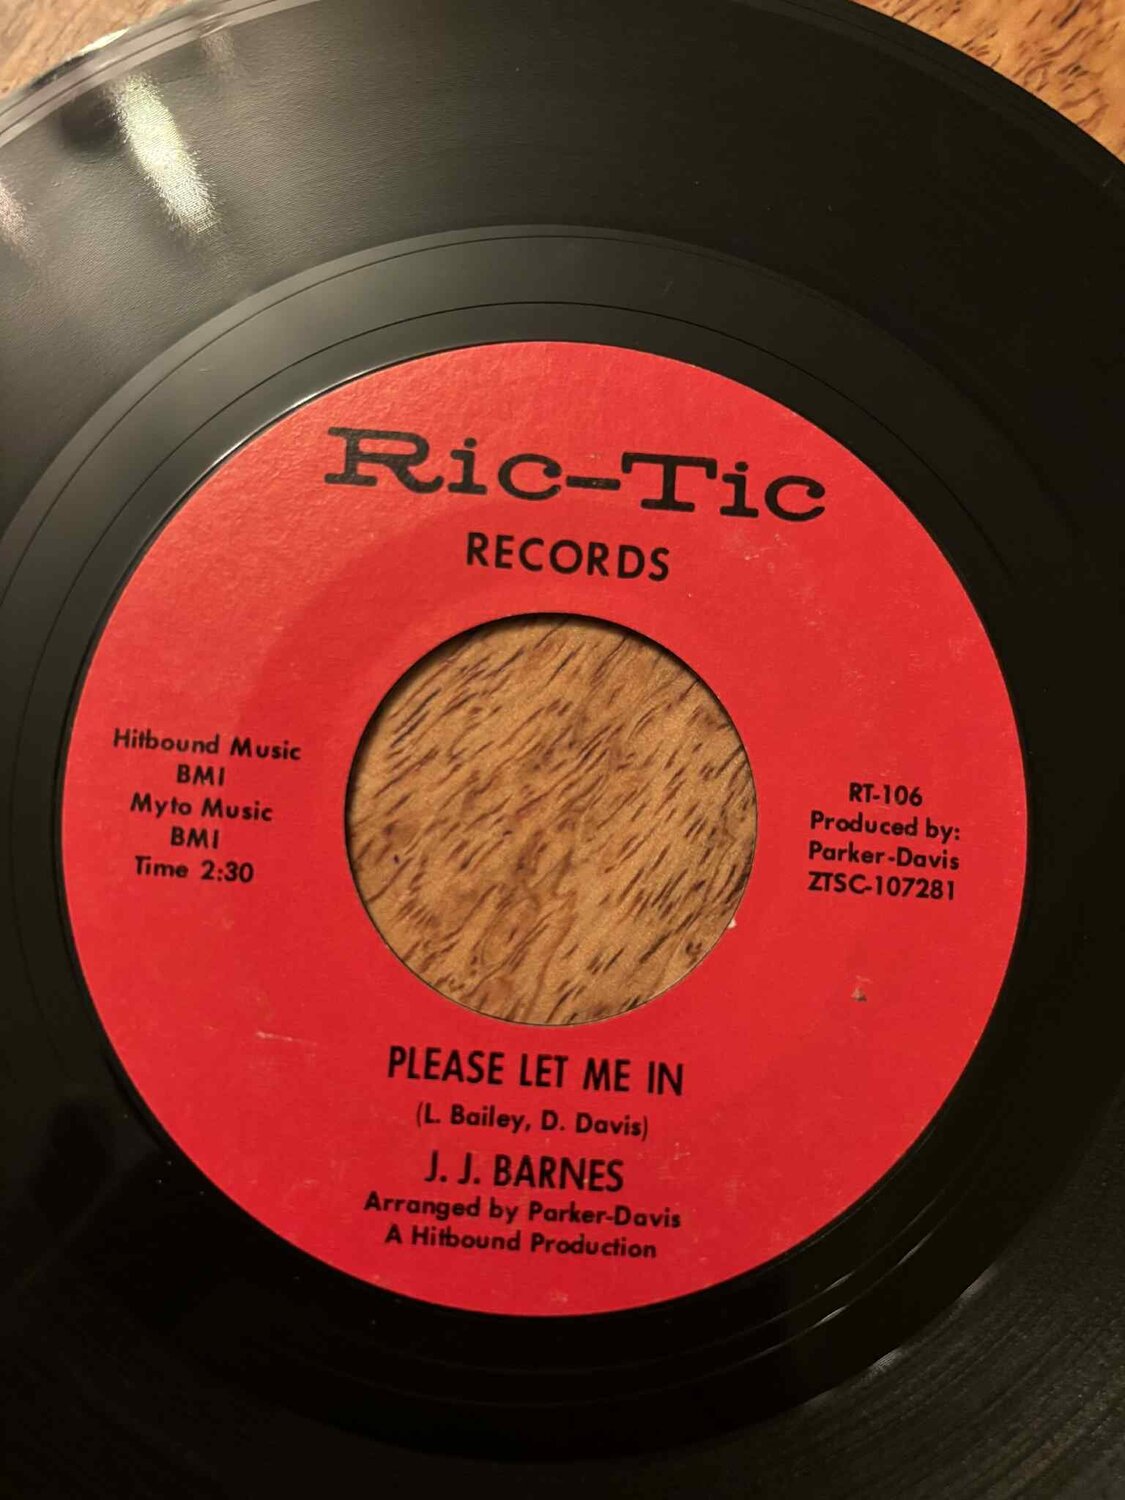 Ric-Tic
RECORDS
Hitbound Music
BMI
Myto Music
BMI
Time 2:30
RT-106
Produced by:
Parker-Davis
ZTSC-107281
PLEASE LET ME IN
(L. Bailey, D. Davis)
J. J. BARNES
Arranged by Parker-Davis
A Hitbound Production